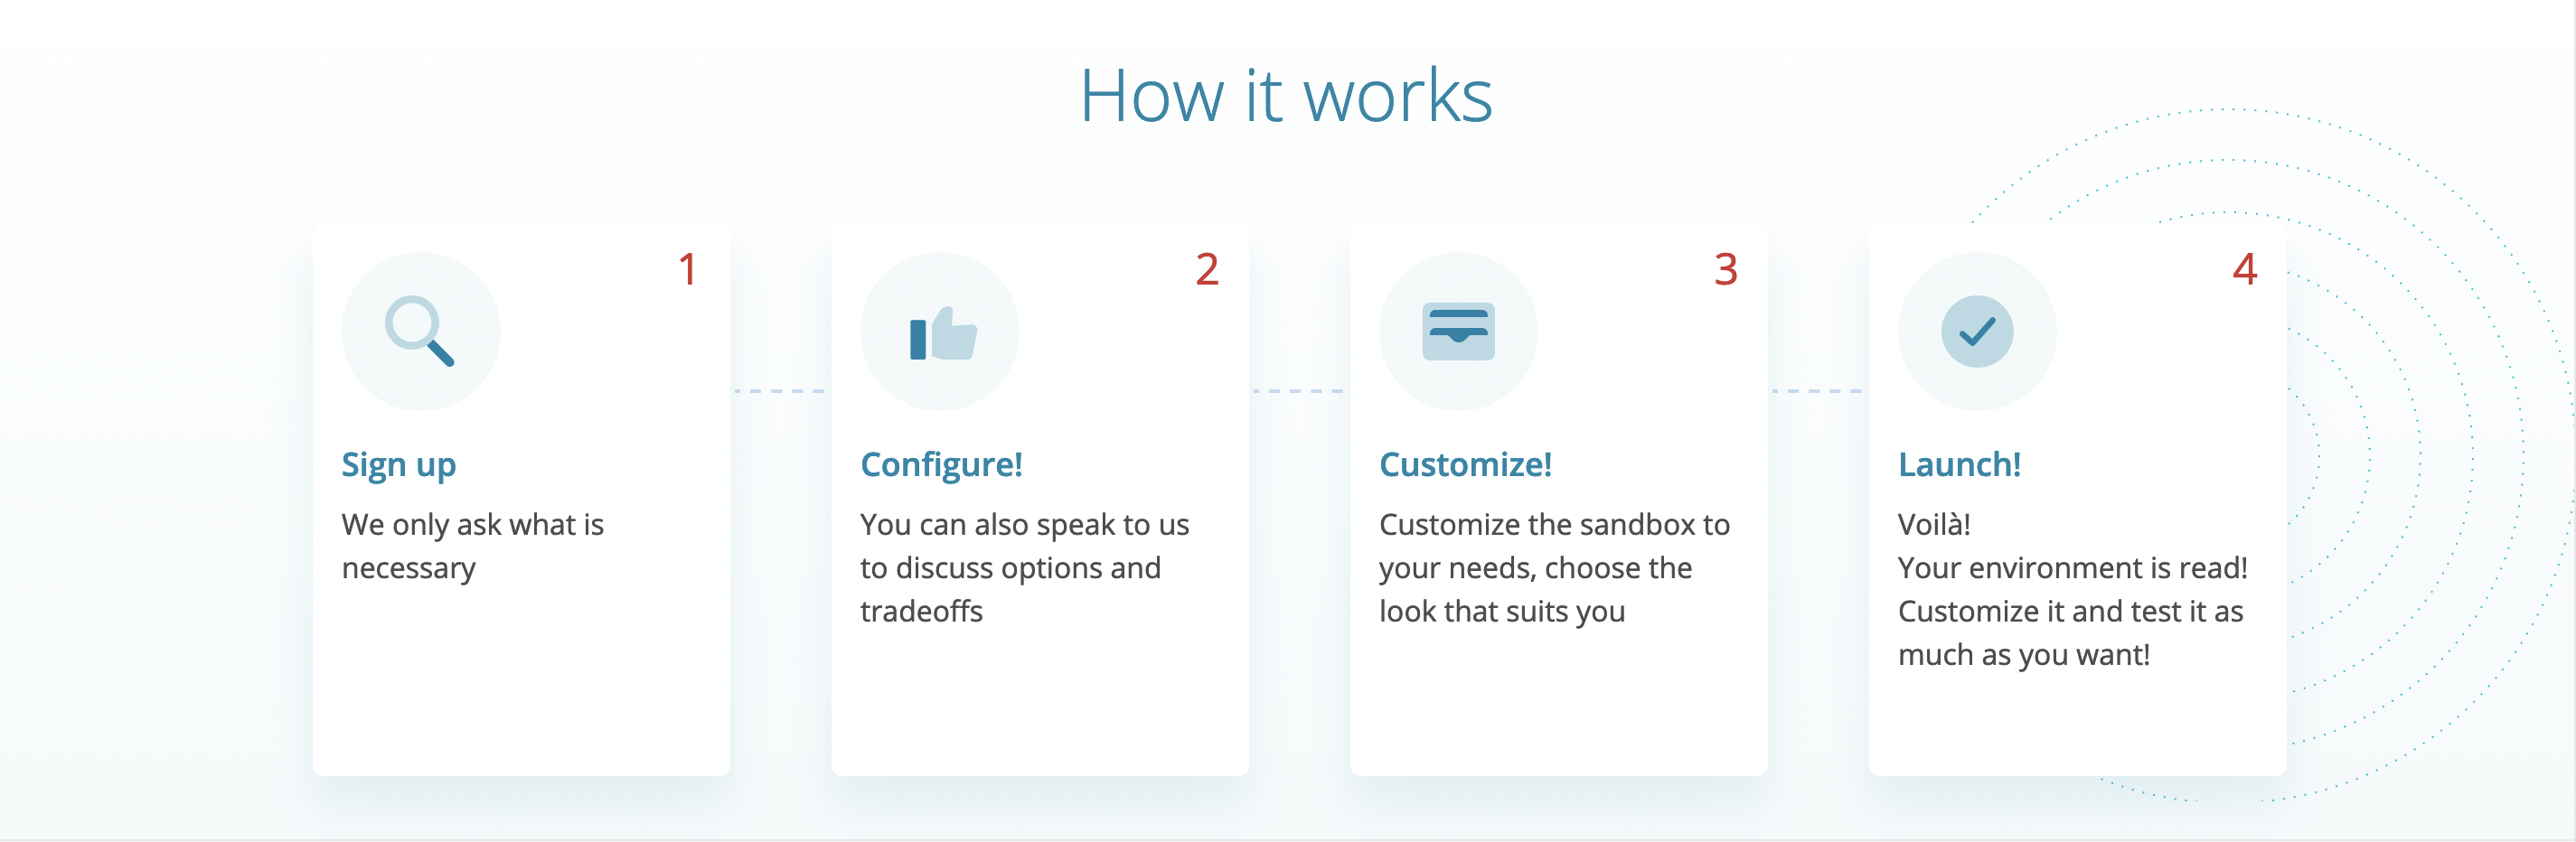 How it works
1
Sign up
We only ask what is
necessary
2
Configure!
You can also speak to us
to discuss options and
tradeoffs
3
Customize!
Customize the sandbox to
your needs, choose the
look that suits you
4
Launch!
Voilà!
Your environment is read!
Customize it and test it as
much as you want!